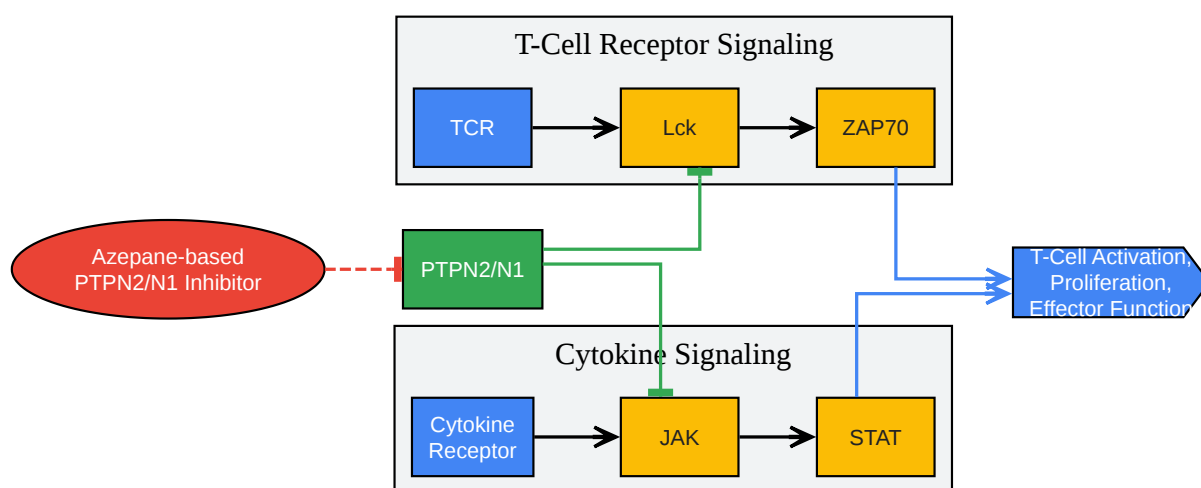 T-Cell Receptor Signaling
TCR
Lck
ZAP70
Azepane-based
PTPN2/N1 Inhibitor
PTPN2/N1
T-Cell Activation,
Proliferation,
Effector Function
Cytokine Signaling
Cytokine
Receptor
JAK
STAT